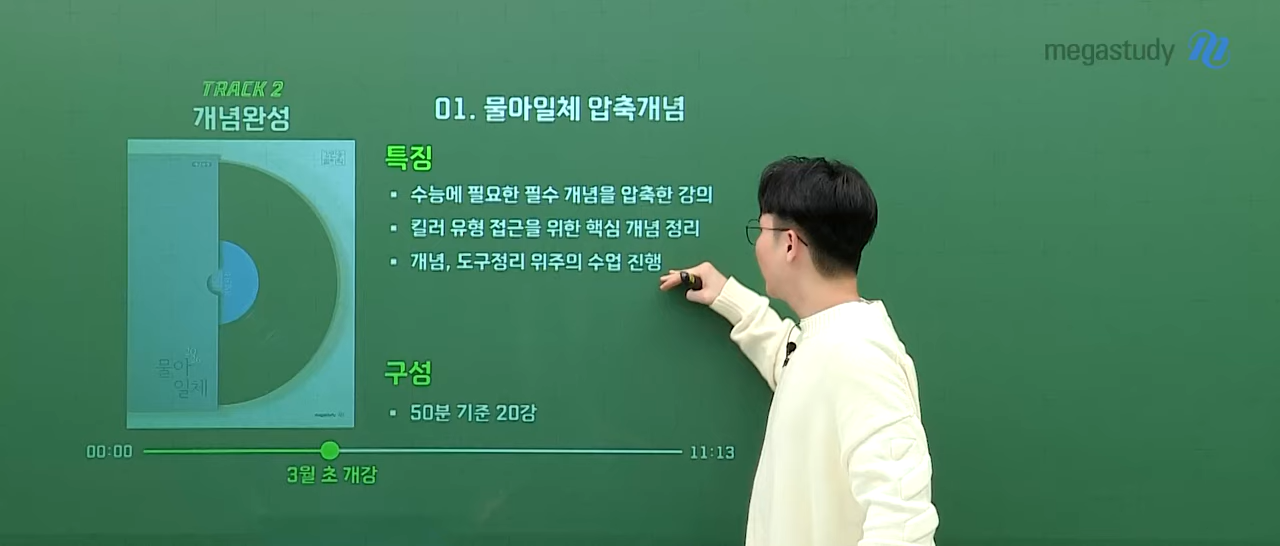 megastudy
TRACK 2
개념완성
01. 물아일체 압축개념
특징
▪ 수능에 필요한 필수 개념을 압축한 강의
▪ 킬러 유형 접근을 위한 핵심 개념 정리
▪ 개념, 도구정리 위주의 수업 진행
물아
일체
megastudy
구성
▪ 50분 기준 20강
00:00
11:13
3월 초 개강